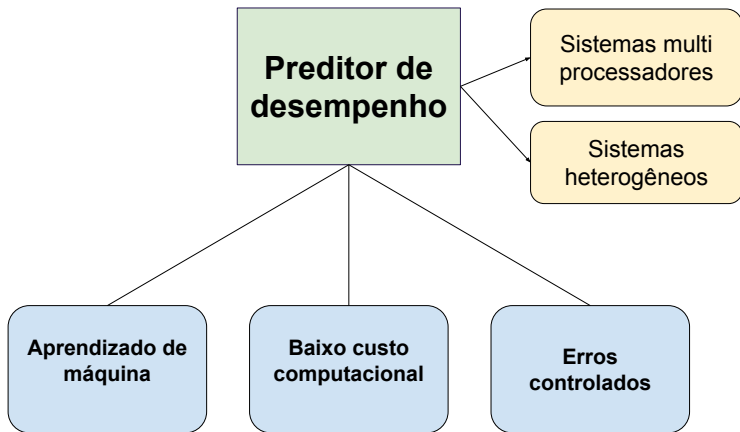 Preditor de
desempenho
Sistemas multi
processadores
Sistemas
heterogêneos
Aprendizado de
máquina
Baixo custo
computacional
Erros
controlados